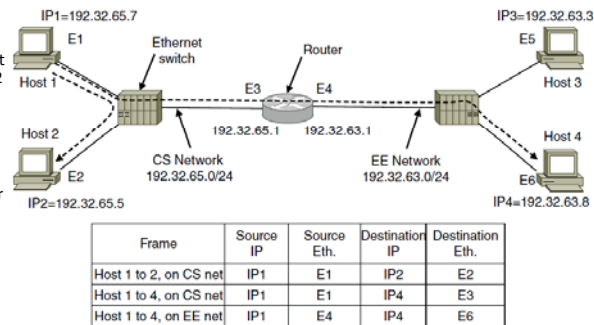 IP1=192.32.65.7
IP3=192.32.63.3
E1
Ethernet
switch
Router
E5
t
2
Host 1
E3
E4
Host 3
Host 2
192.32.65.1
192.32.63.1
Host 4
CS Network
192.32.65.0/24
EE Network
192.32.63.0/24
E2
E6
r
IP2=192.32.65.5
IP4=192.32.63.8
Frame Source IP Source Eth. Destination IP Destination Eth.
Host 1 to 2, on CS net IP1 E1 IP2 E2
Host 1 to 4, on CS net IP1 E1 IP4 E3
Host 1 to 4, on EE net IP1 E4 IP4 E6